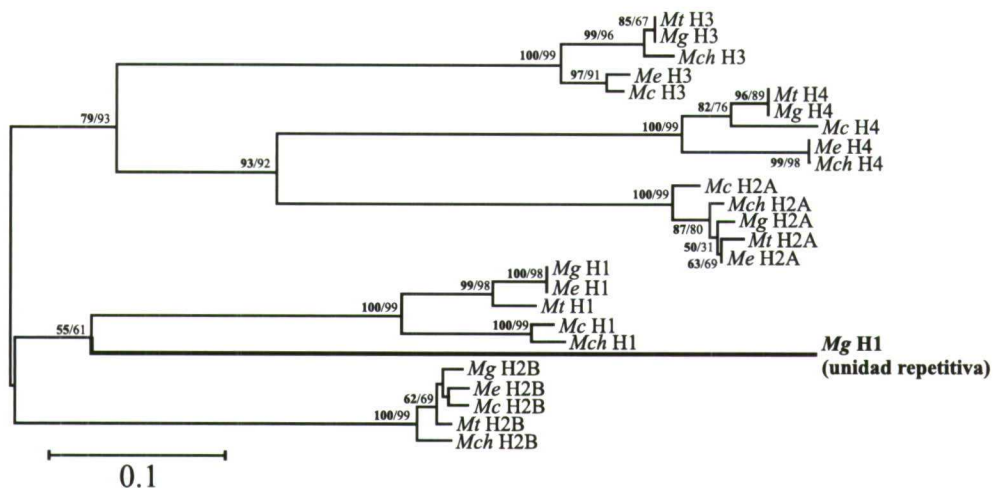 85/67 Mt H3
99/96 Mg H3
100/99 Mch H3
97/91 Me H3
Mc H3
96/89 Mt H4
82/76 Mg H4
79/93 100/99 Mc H4
Me H4
93/92 99/98 Mch H4
100/99 Mc H2A
Mch H2A
87/80 Mg H2A
50/31 Mt H2A
63/69 Me H2A
100/98 Mg H1
99/98 Me H1
100/99 Mt H1
100/99 Mc H1
55/61 Mch H1
Mg H1
(unidad repetitiva)
Mg H2B
62/69 Me H2B
Mc H2B
100/99 Mt H2B
Mch H2B
0.1